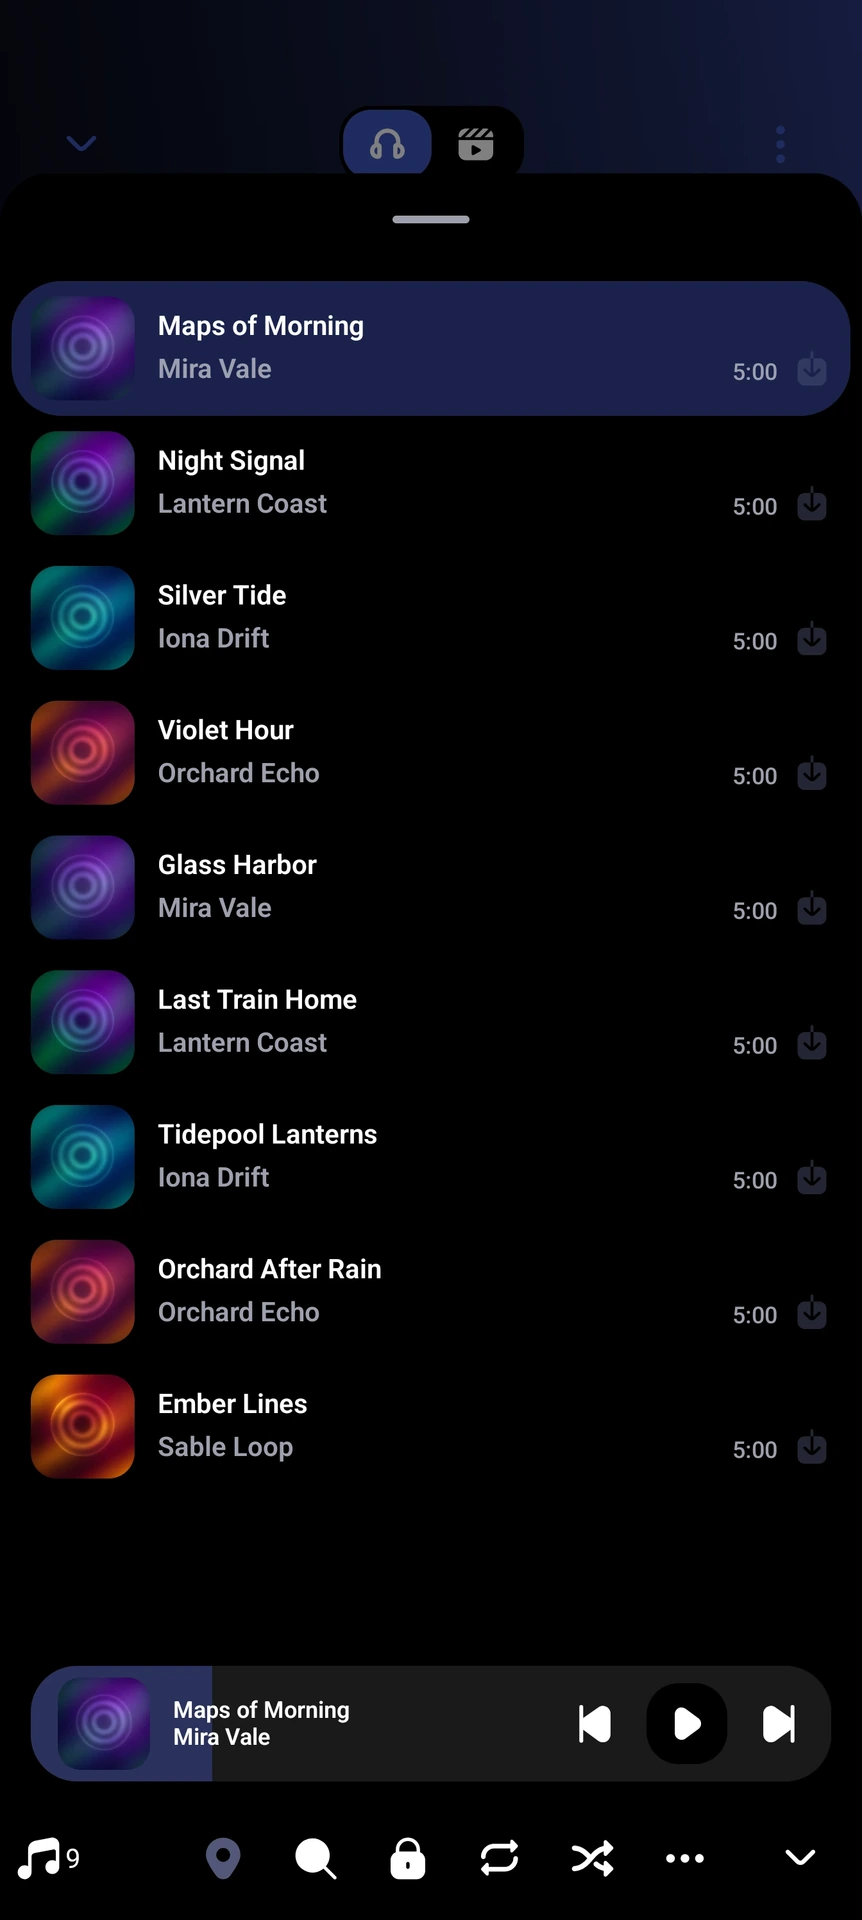 Maps of Morning
Mira Vale
5:00
Night Signal
Lantern Coast
5:00
Silver Tide
Iona Drift
5:00
Violet Hour
Orchard Echo
5:00
Glass Harbor
Mira Vale
5:00
Last Train Home
Lantern Coast
5:00
Tidepool Lanterns
Iona Drift
5:00
Orchard After Rain
Orchard Echo
5:00
Ember Lines
Sable Loop
5:00
Maps of Morning
Mira Vale
9